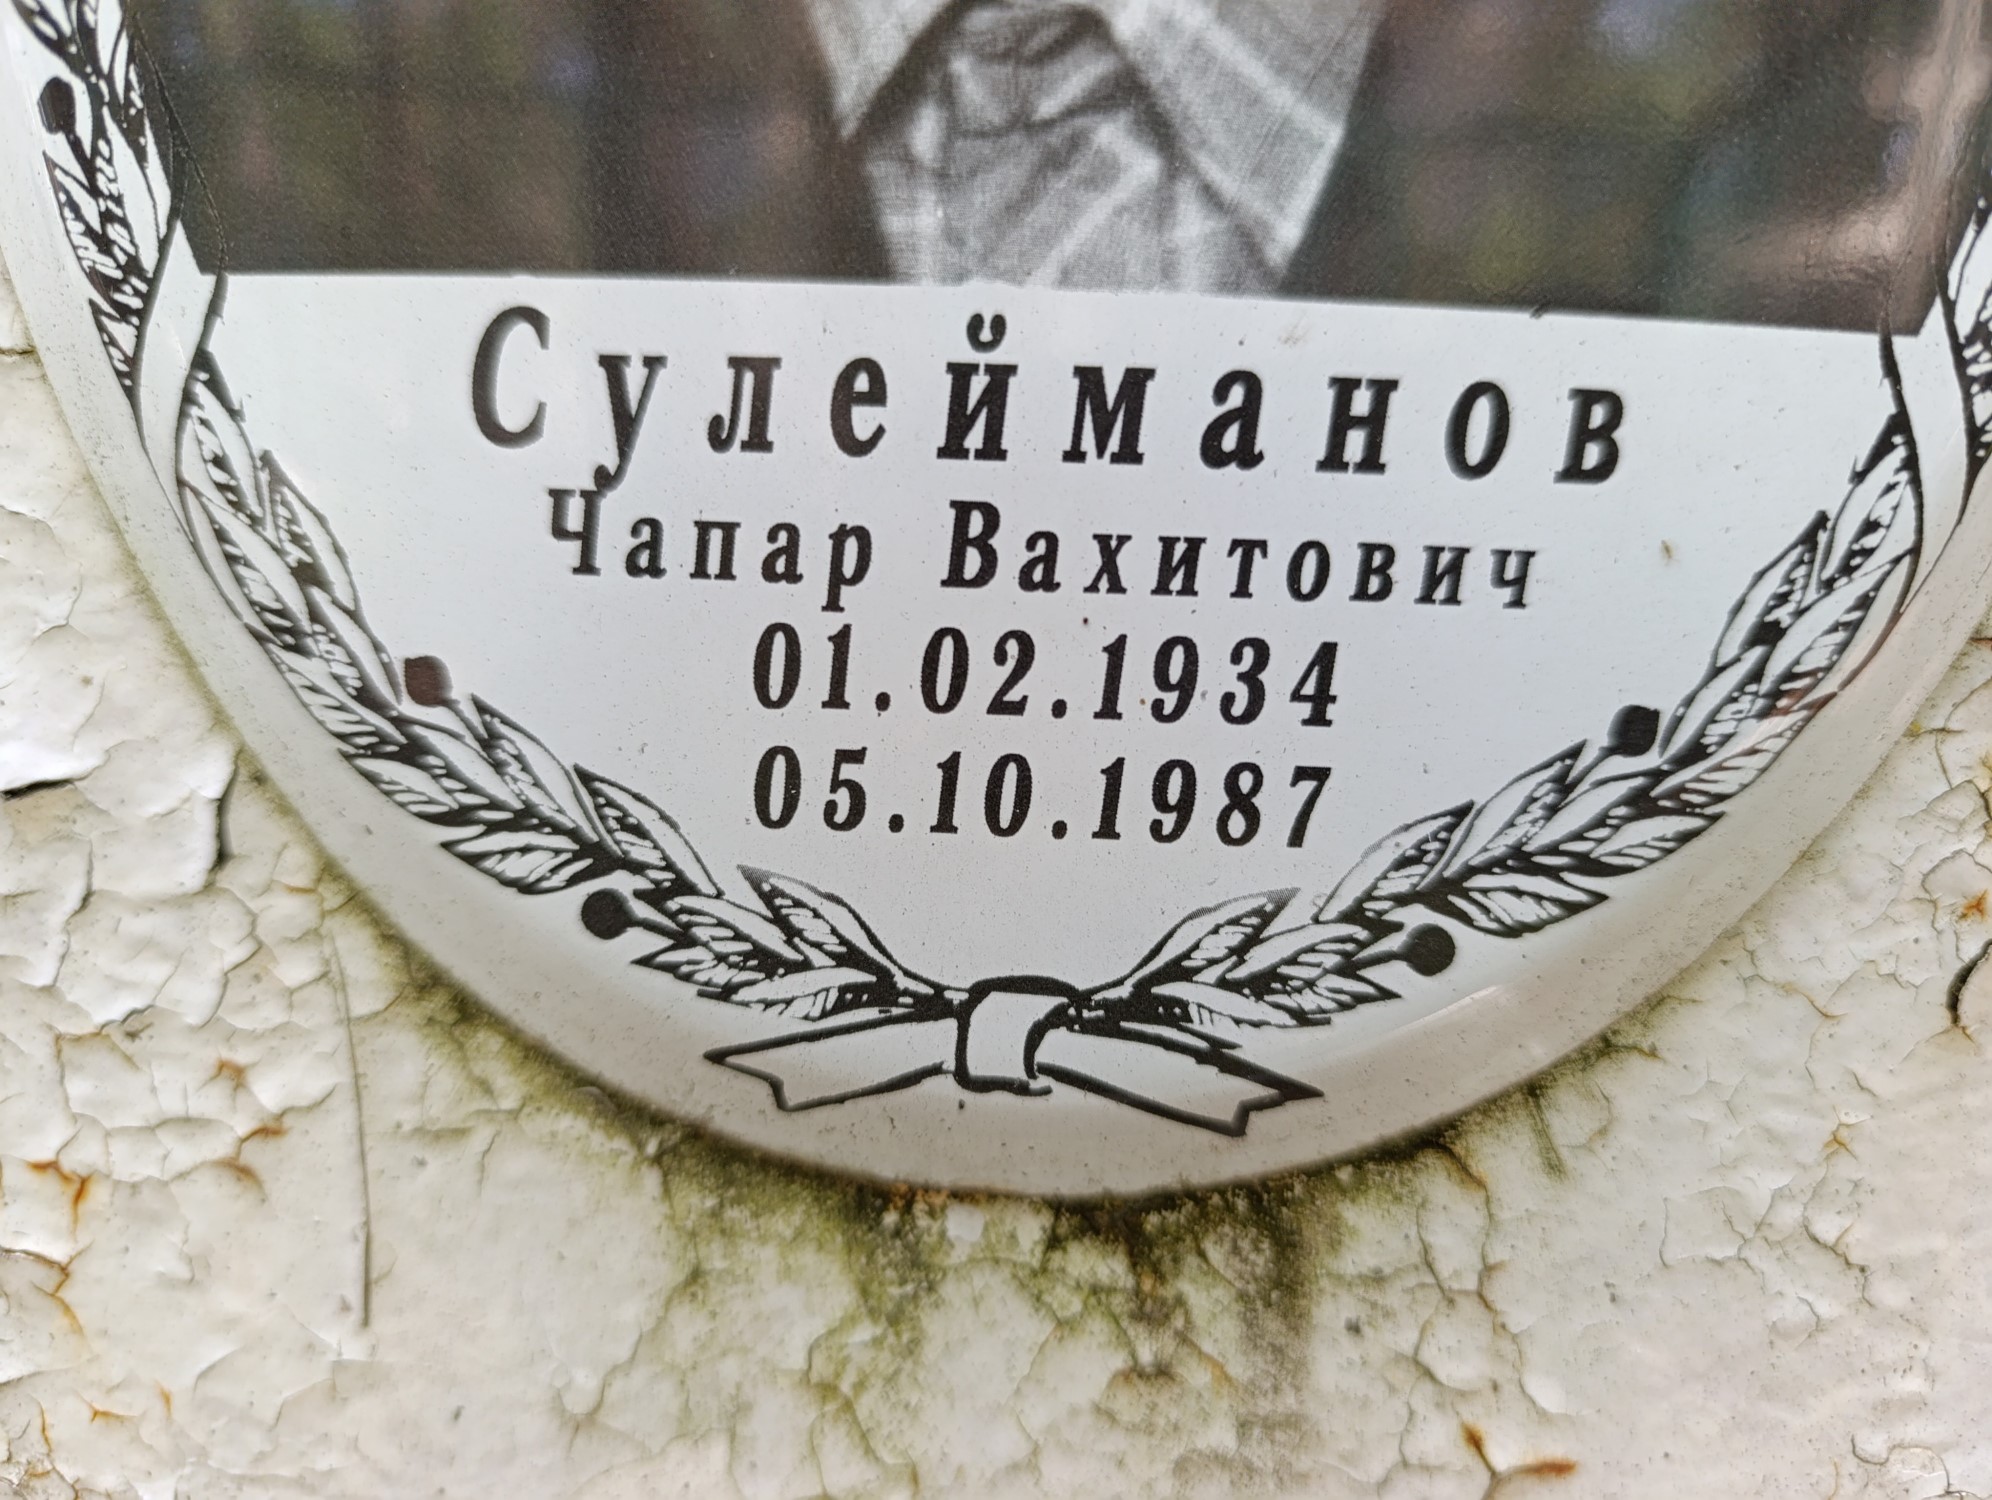 Сулейманов
Чапар Вахитович
01.02.1934
05.10.1987